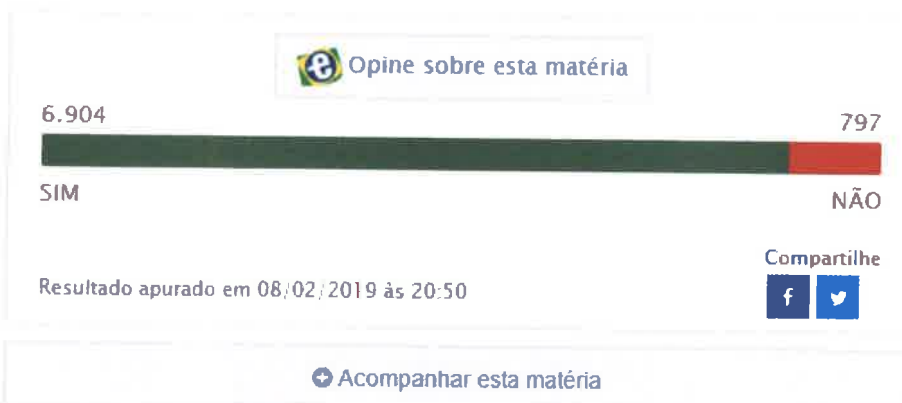 Opine sobre esta matéria
6.904 797
SIM NÃO
Compartilhe
Resultado apurado em 08/02/2019 às 20:50
Acompanhar esta matéria